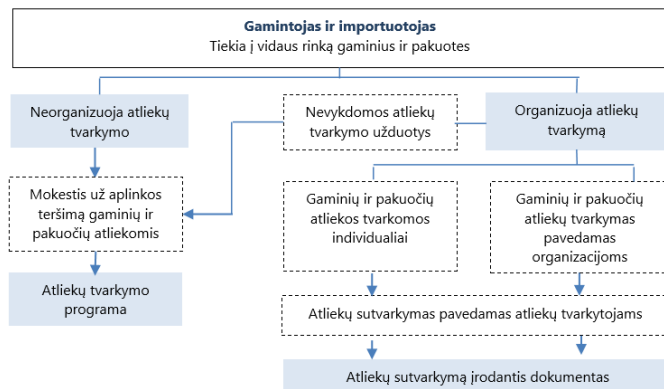 Gamintojas ir importuotojas
Tiekia į vidaus rinką gaminius ir pakuotes
Neorganizuoja atliekų
tvarkymo
Nevykdomos atliekų
tvarkymo užduotys
Organizuoja atliekų
tvarkymą
Mokestis už aplinkos
teršimą gaminių ir
pakuočių atliekomis
Gaminių ir pakuočių
atliekos tvarkomos
individualiai
Gaminių ir pakuočių
atliekų tvarkymas
pavedamas
organizacijoms
Atliekų tvarkymo
programa
Atliekų sutvarkymas pavedamas atliekų tvarkytojams
Atliekų sutvarkymą įrodantis dokumentas